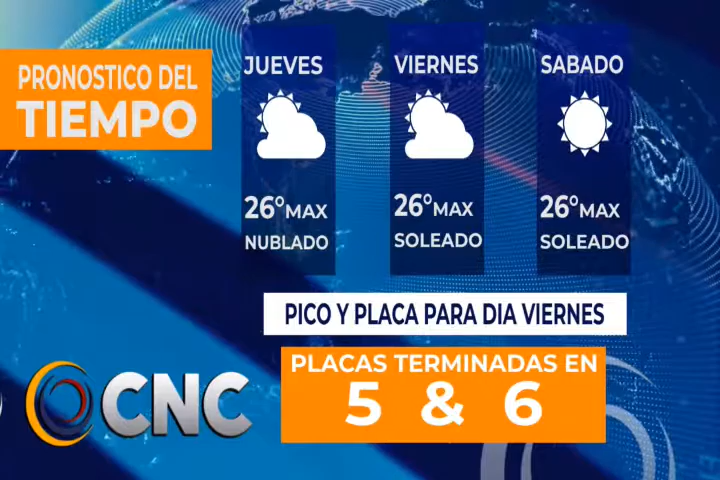 PRONOSTICO DEL
TIEMPO
JUEVES
26° MAX
NUBLADO
VIERNES
26° MAX
SOLEADO
SABADO
26° MAX
SOLEADO
PICO Y PLACA PARA DIA VIERNES
PLACAS TERMINADAS EN
5 & 6
CNC